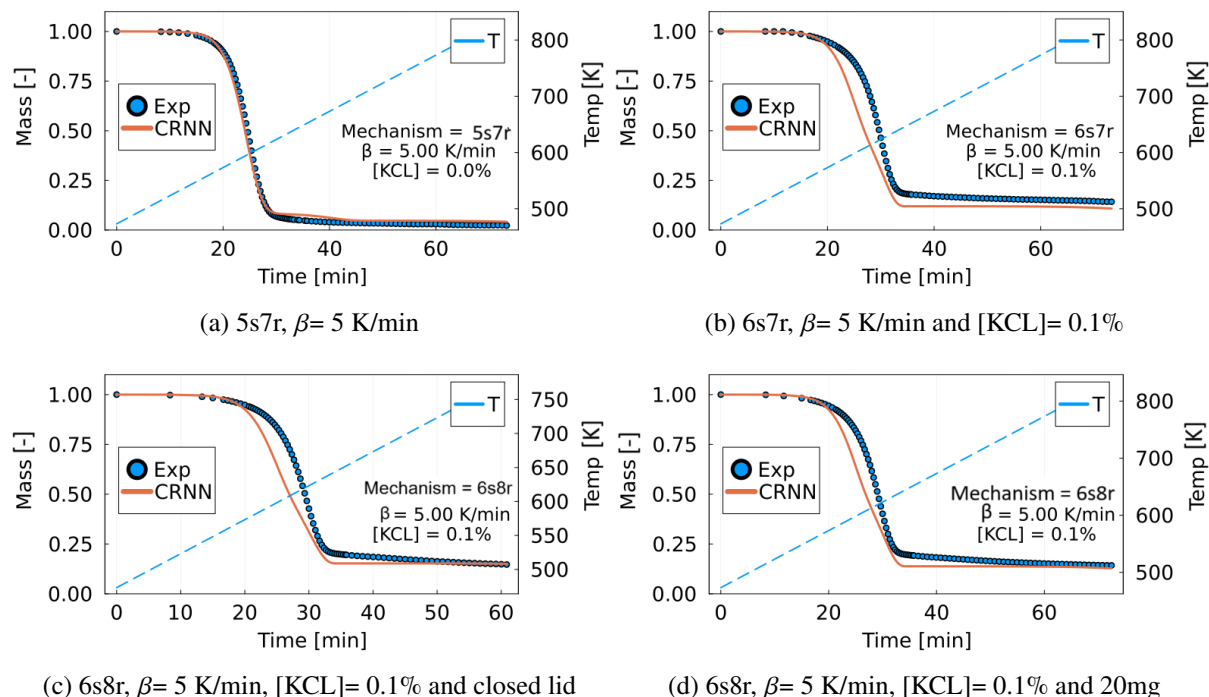 1.00
0.75
0.50
0.25
0.00
Mass [-]
T
Exp
CRNN
Mechanism = 5s7r
β = 5.00 K/min
[KCL] = 0.0%
800
700
600
500
Temp [K]
0 20 40 60
Time [min]
(a) 5s7r, β= 5 K/min
1.00
0.75
0.50
0.25
0.00
Mass [-]
T
Exp
CRNN
Mechanism = 6s7r
β = 5.00 K/min
[KCL] = 0.1%
800
700
600
500
Temp [K]
0 20 40 60
Time [min]
(b) 6s7r, β= 5 K/min and [KCL]= 0.1%
1.00
0.75
0.50
0.25
0.00
Mass [-]
T
Exp
CRNN
Mechanism = 6s8r
β = 5.00 K/min
[KCL] = 0.1%
750
700
650
600
550
500
Temp [K]
0 10 20 30 40 50 60
Time [min]
(c) 6s8r, β= 5 K/min, [KCL]= 0.1% and closed lid
1.00
0.75
0.50
0.25
0.00
Mass [-]
T
Exp
CRNN
Mechanism = 6s8r
β = 5.00 K/min
[KCL] = 0.1%
800
700
600
500
Temp [K]
0 20 40 60
Time [min]
(d) 6s8r, β= 5 K/min, [KCL]= 0.1% and 20mg